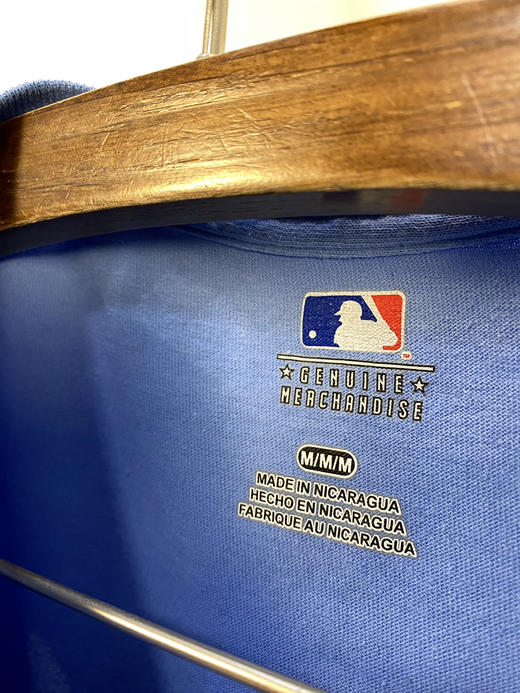 GENUINE
MERCHANDISE
M/M/M
MADE IN NICARAGUA
HECHO EN NICARAGUA
FABRIQUE AU NICARAGUA